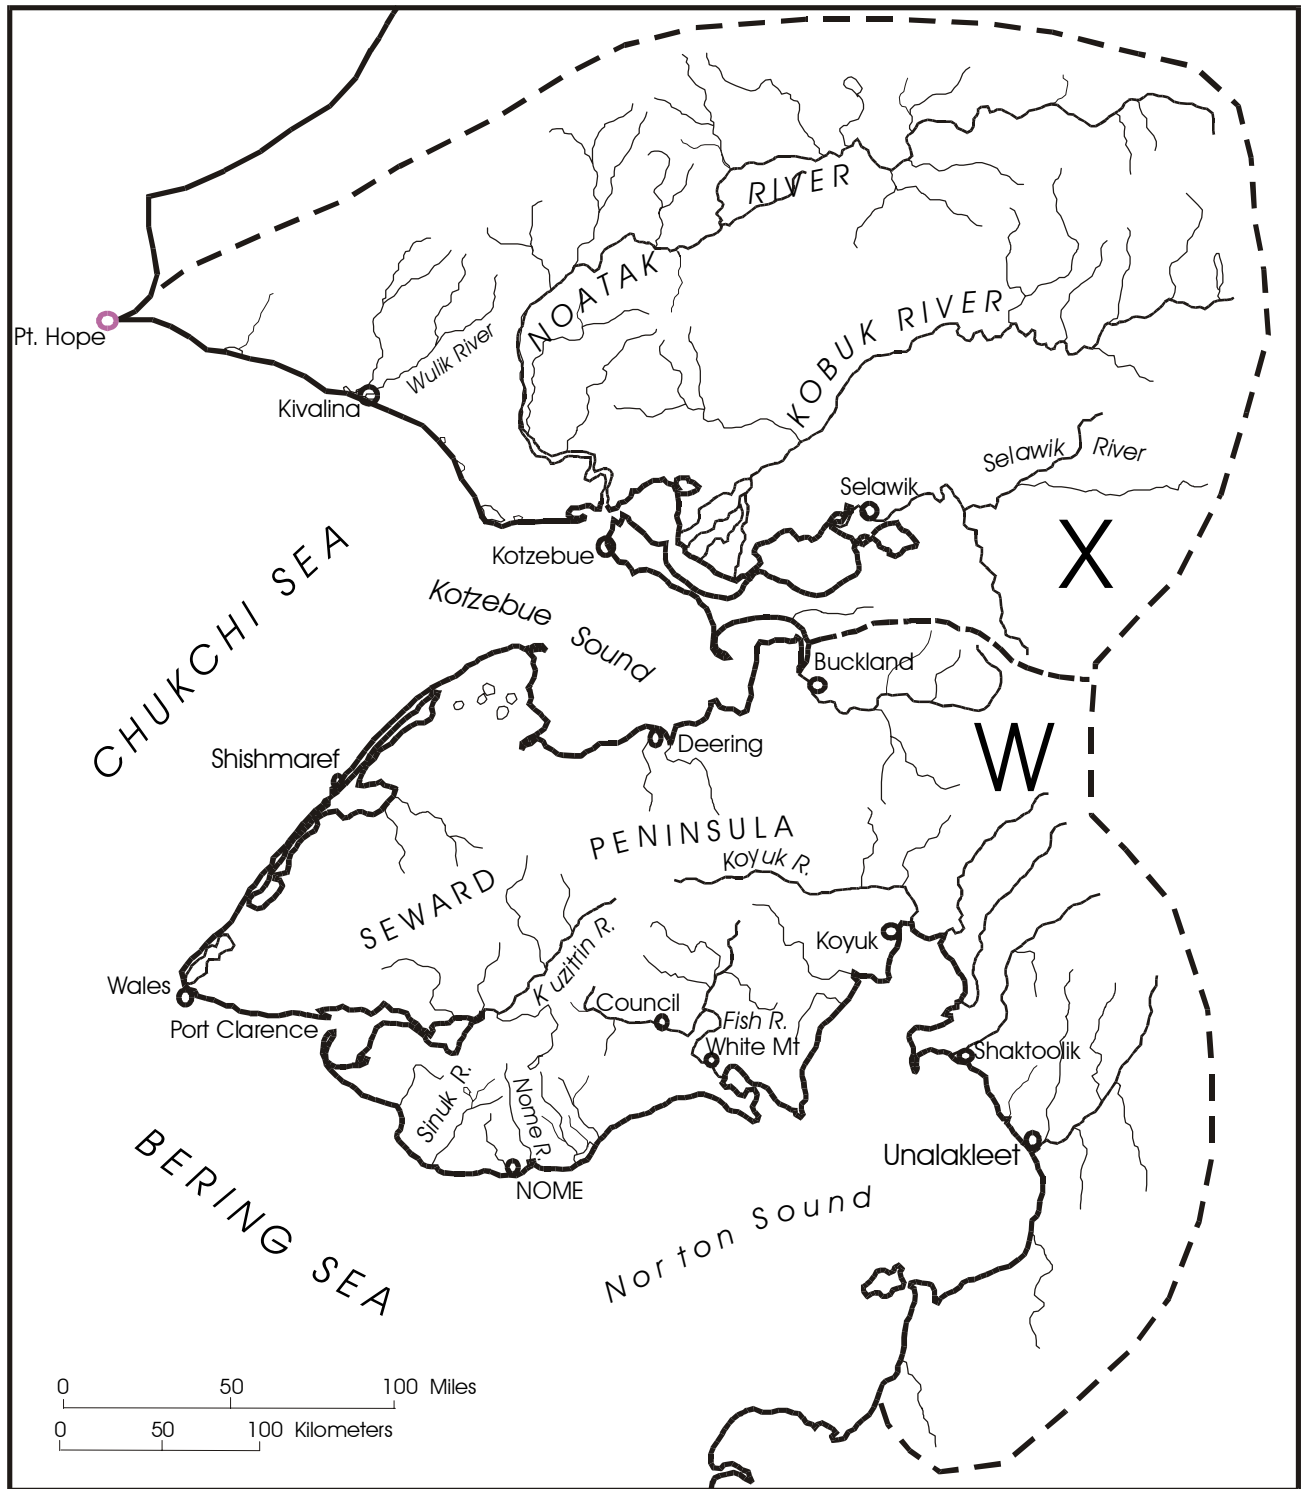 RIVER
NOATAK
KOBUK RIVER
Pt. Hope
Wulik River
Kivalina
Selawik River
Selawik
X
Kotzebue
CHUKCHI SEA
Kotzebue Sound
Buckland
W
Shishmaref
Deering
PENINSULA
Koyuk R.
SEWARD
Koyuk
Kuzitrin R.
Wales
Council
Port Clarence
Fish R.
White Mt
Shaktoolik
Sinuk R.
Nome R.
BERING SEA
Unalakleet
NOME
Norton Sound
0 50 100 Miles
0 50 100 Kilometers